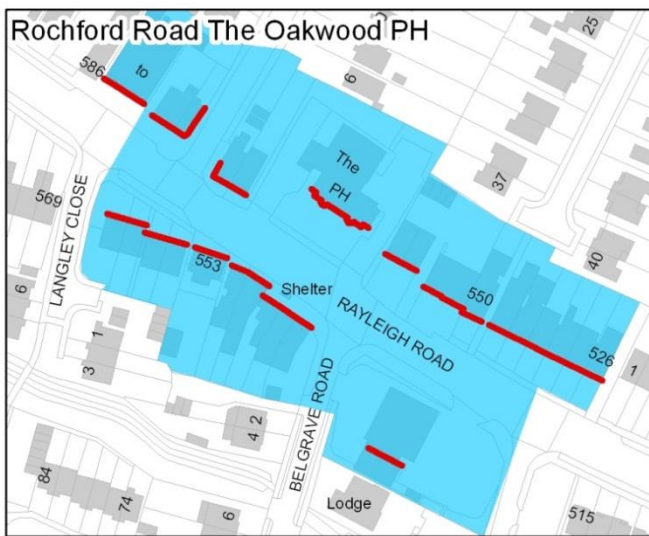 Rochford Road The Oakwood PH
586
to
6
25
The
PH
37
569
LANGLEY CLOSE
553
Shelter
550
40
RAYLEIGH ROAD
526
1
6
1
3
BELGRAVE ROAD
2
4
84
74
6
Lodge
515